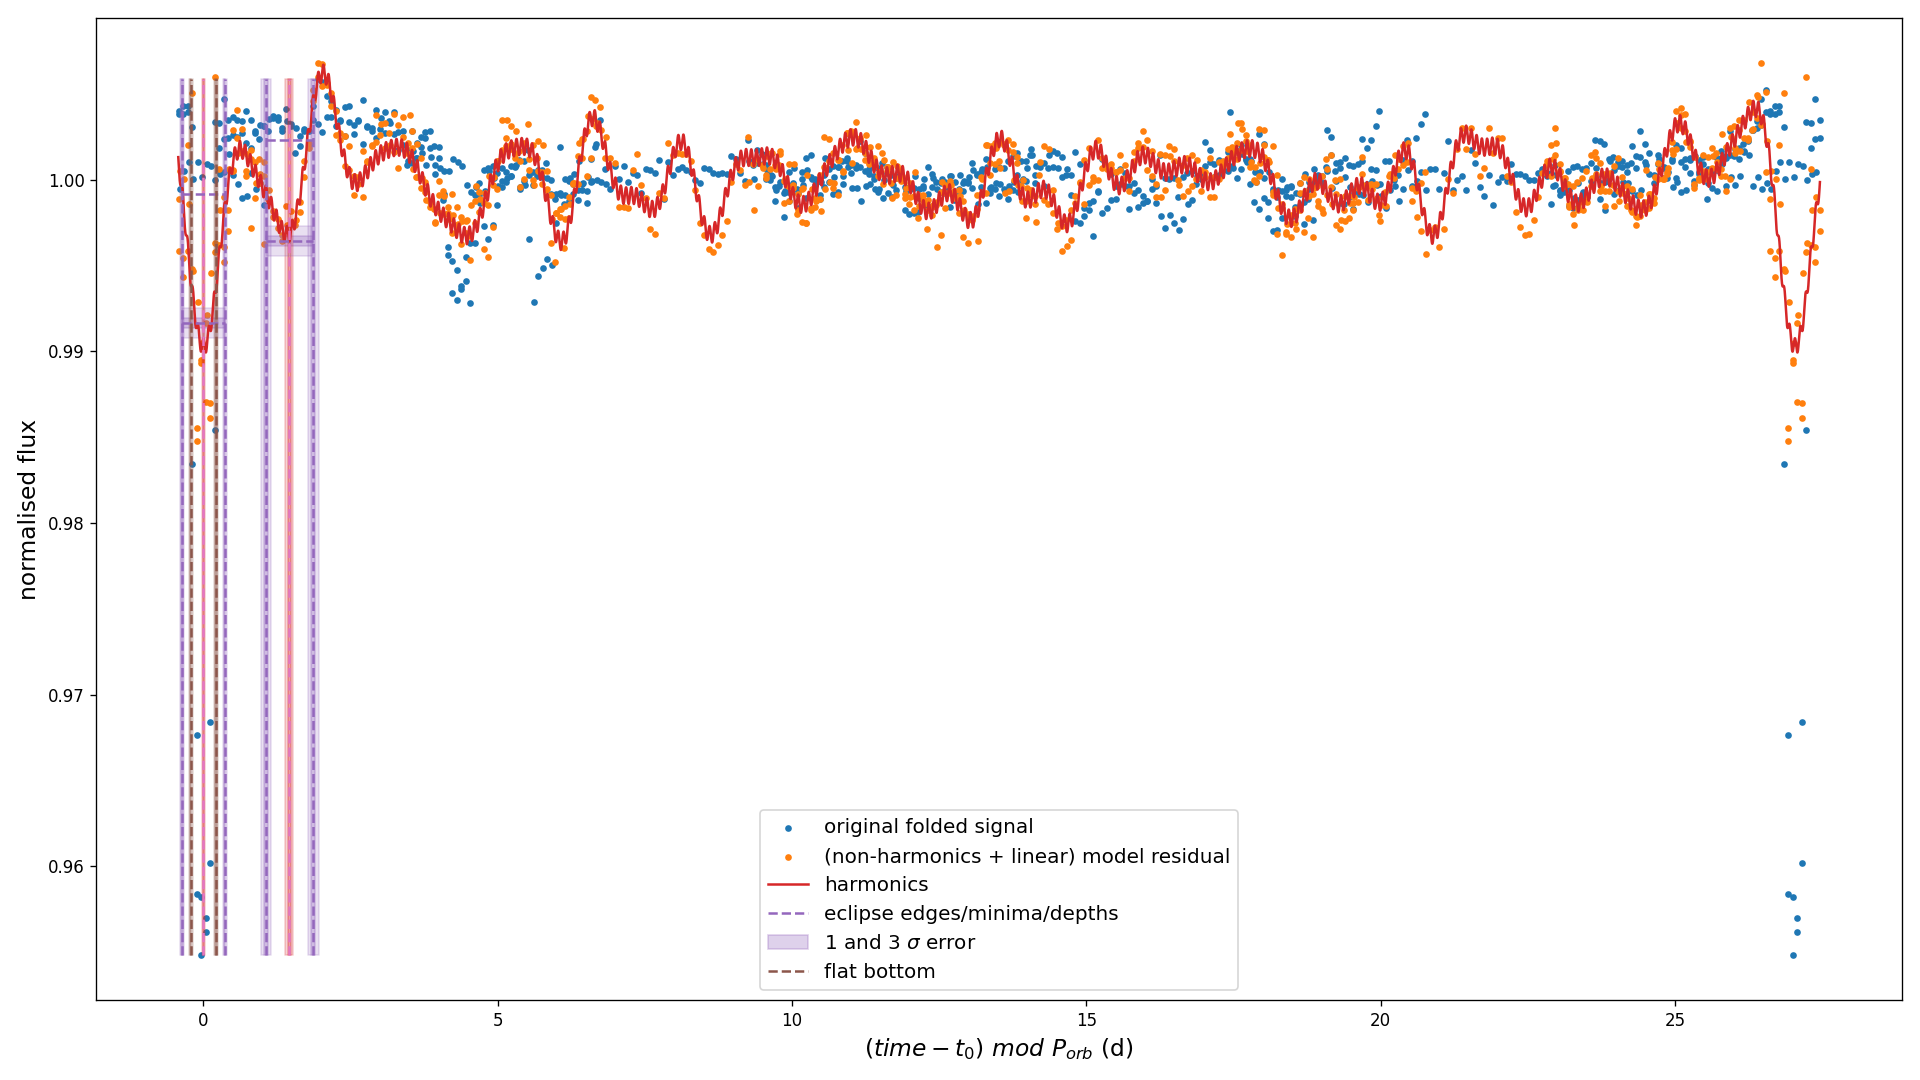 normalised flux
1.00
0.99
0.98
0.97
0.96
0
5
10
15
20
25
(time − t₀) mod Pₒᵣb (d)
original folded signal
(non-harmonics + linear) model residual
harmonics
eclipse edges/minima/depths
1 and 3 σ error
flat bottom